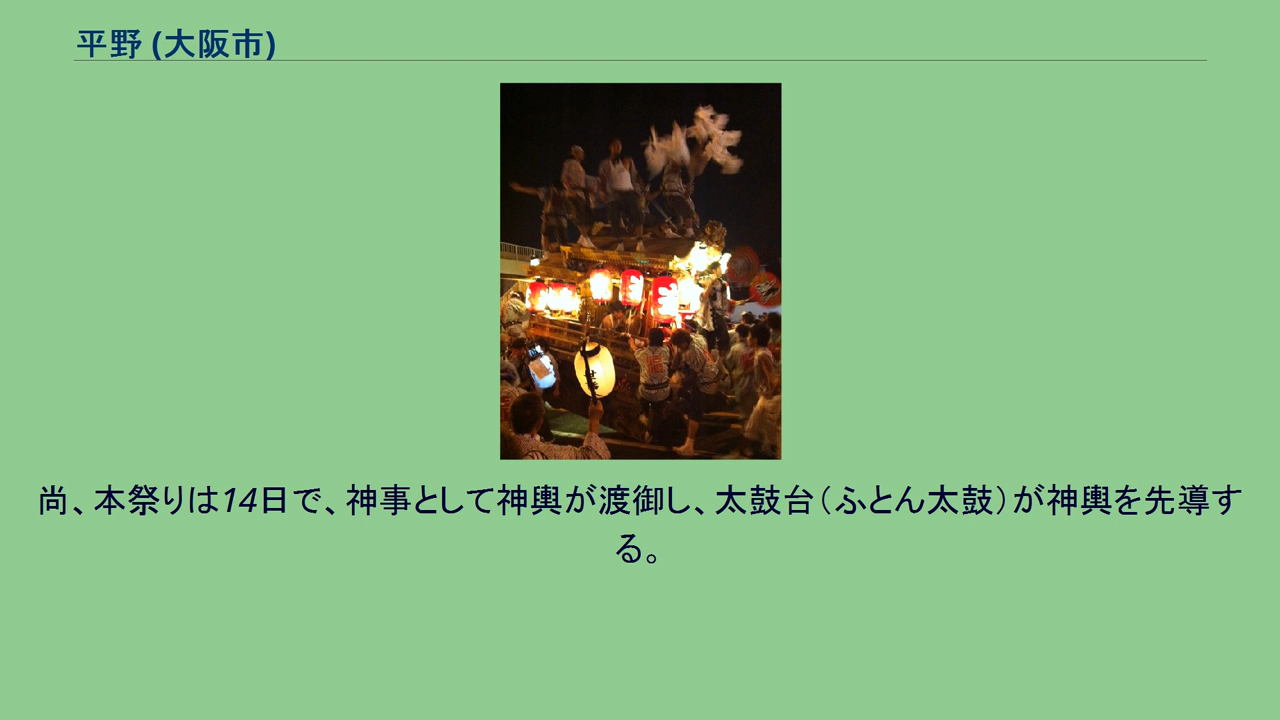 平野 (大阪市)
尚、本祭りは14日で、神事として神輿が渡御し、太鼓台（ふとん太鼓）が神輿を先導す
る。